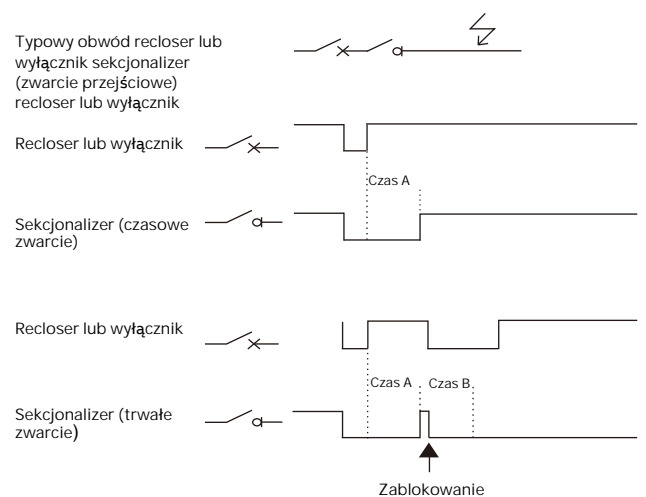 Typowy obwód recloser lub
wyłącznik sekcjonalizer
(zwarcie przejściowe)
recloser lub wyłącznik
Recloser lub wyłącznik
Czas A
Sekcjonalizer (czasowe
zwarcie)
Recloser lub wyłącznik
Czas A
Czas B
Sekcjonalizer (trwałe
zwarcie)
Zablokowanie